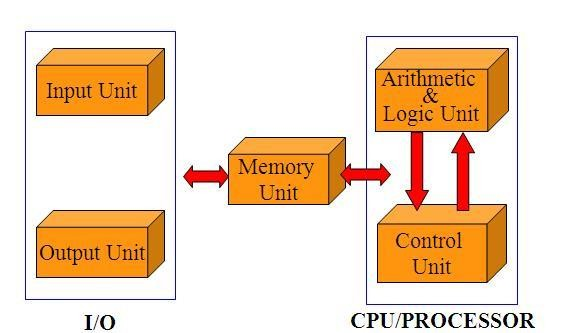 Input Unit
Output Unit
I/O
Memory
Unit
Arithmetic
&
Logic Unit
Control
Unit
CPU/PROCESSOR